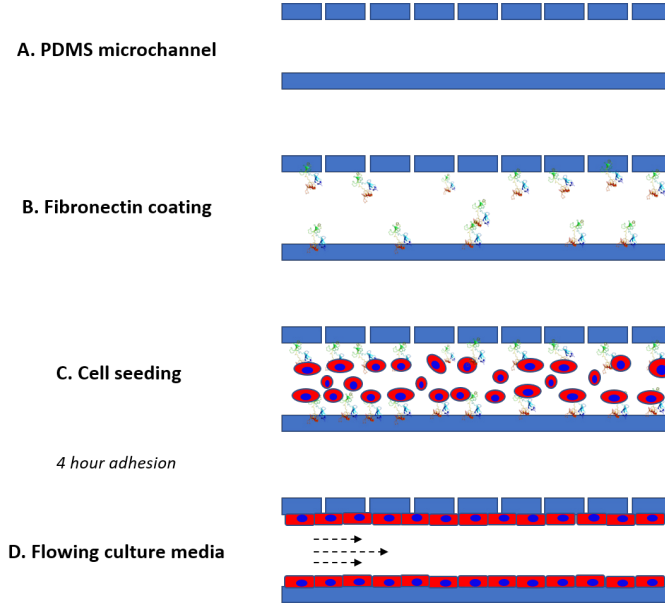 A. PDMS microchannel
B. Fibronectin coating
C. Cell seeding
4 hour adhesion
D. Flowing culture media